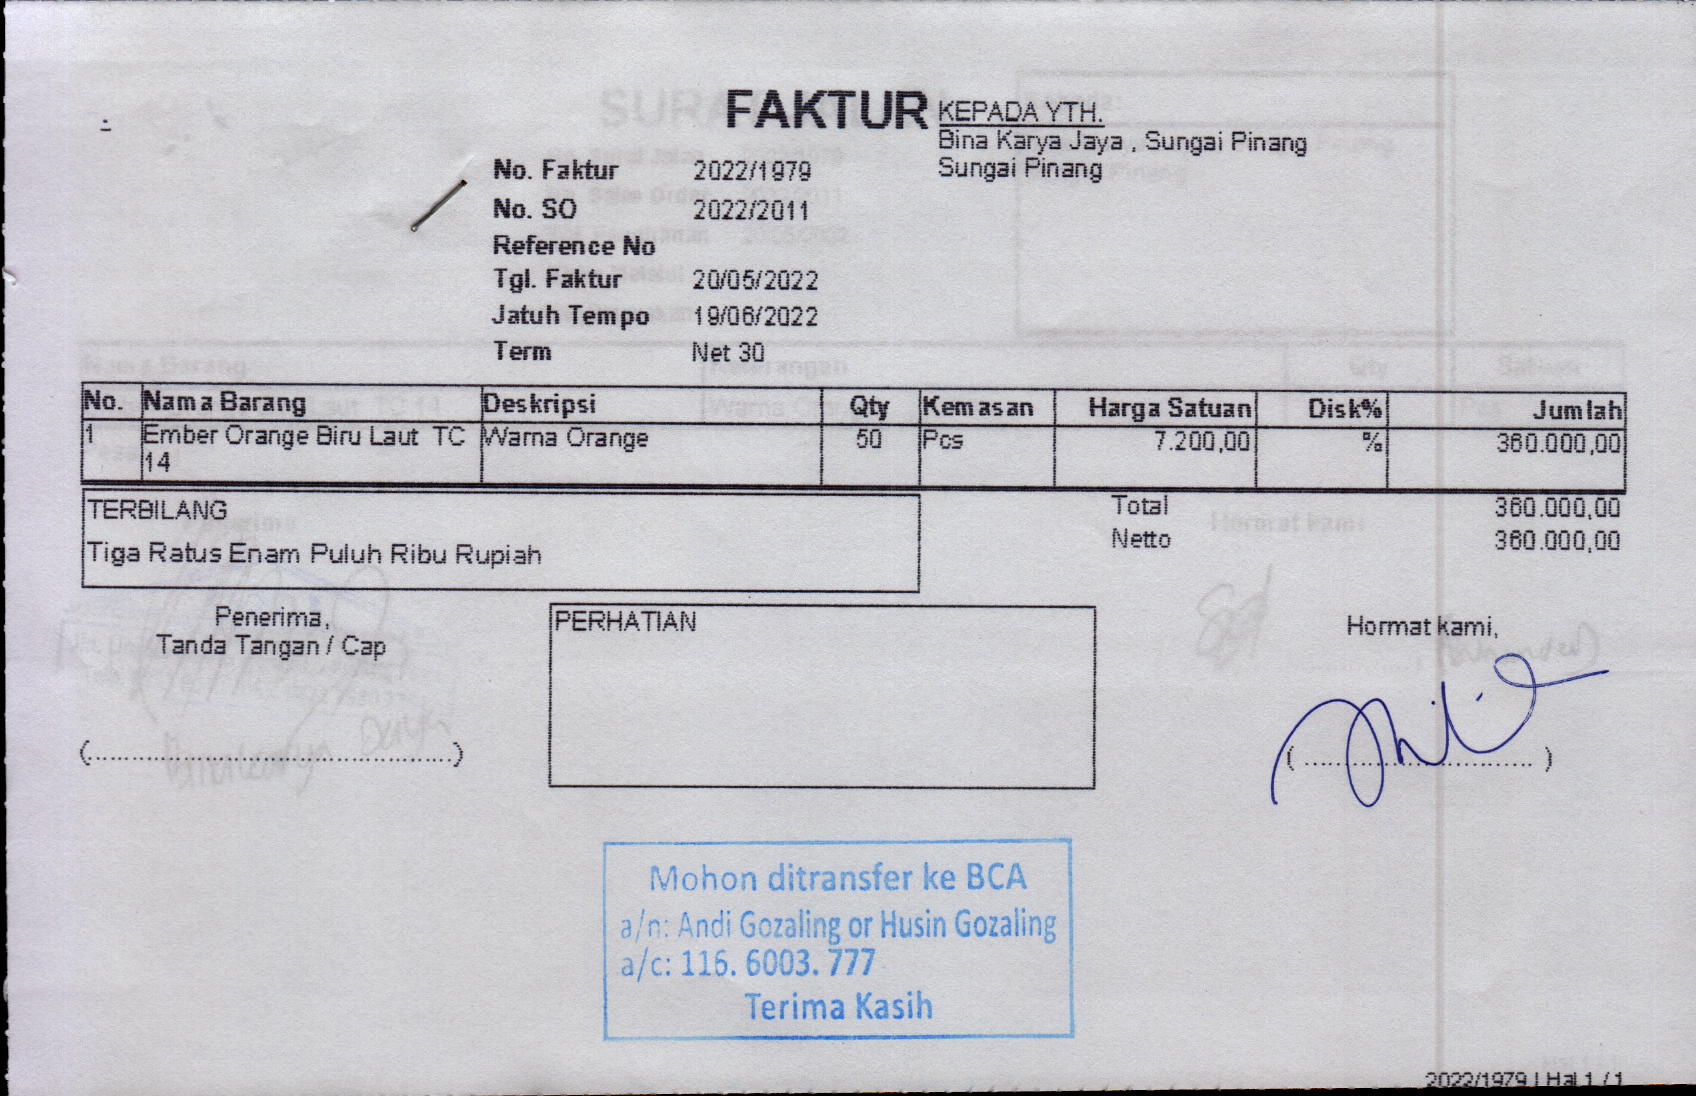 FAKTUR
KEPADA YTH.
Bina Karya Jaya , Sungai Pinang
Sungai Pinang
No. Faktur 2022/1979
No. SO 2022/2011
Reference No
Tgl. Faktur 20/05/2022
Jatuh Tempo 19/06/2022
Term Net 30
No. Nama Barang Deskripsi Qty Kemasan Harga Satuan Disk% Jumlah
1 Ember Orange Biru Laut TC Warna Orange 50 Pcs 7.200,00 % 360.000,00
14
TERBILANG
Tiga Ratus Enam Puluh Ribu Rupiah
Total 360.000,00
Netto 360.000,00
Penerima,
Tanda Tangan / Cap
(..................................................)
PERHATIAN
Hormat kami,
( ............................... )
Mohon ditransfer ke BCA
a/n: Andi Gozaling or Husin Gozaling
a/c: 116. 6003. 777
Terima Kasih
2022/1979 | Hal 1 / 1